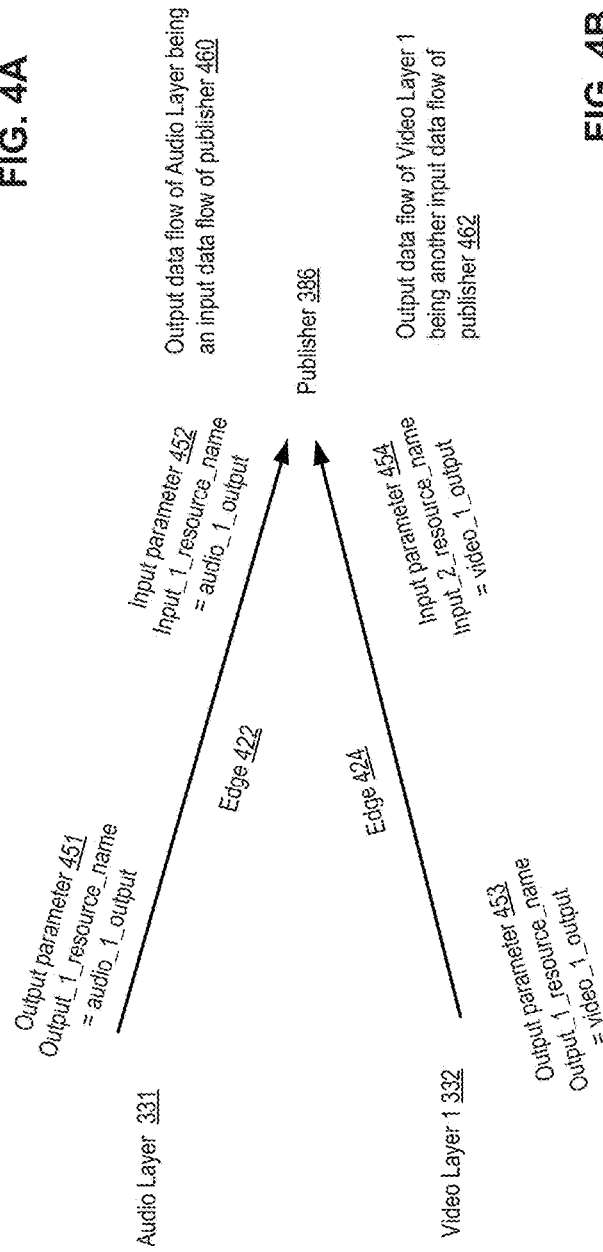 FIG. 4A
Output parameter 451
Output_1_resource_name
= audio_1_output
Input parameter 452
Input_1_resource_name
= audio_1_output
Output data flow of Audio Layer being
an input data flow of publisher 460
Audio Layer 331
Edge 422
Publisher 386
Edge 424
Video Layer 1 332
Output parameter 453
Output_1_resource_name
= video_1_output
Input parameter 454
Input_2_resource_name
= video_1_output
Output data flow of Video Layer 1
being another input data flow of
publisher 462
FIG. 4B